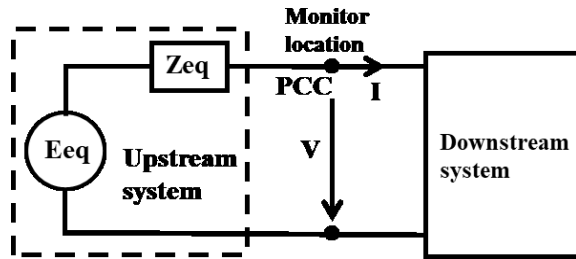 Monitor
location
Zeq
PCC
I
Eeq
Upstream
system
V
Downstream
system